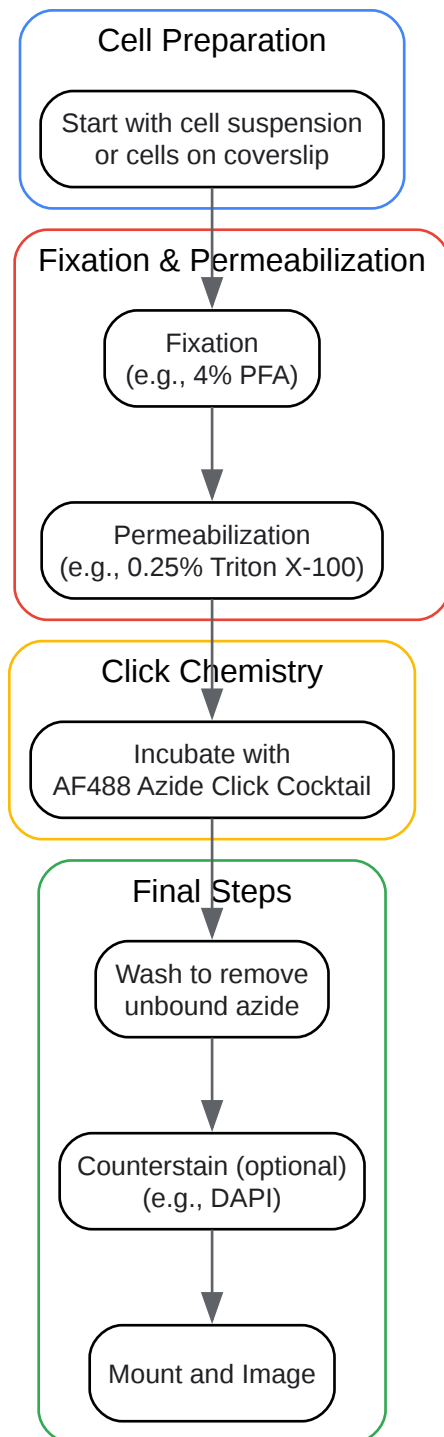 Cell Preparation
Start with cell suspension
or cells on coverslip
Fixation & Permeabilization
Fixation
(e.g., 4% PFA)
Permeabilization
(e.g., 0.25% Triton X-100)
Click Chemistry
Incubate with
AF488 Azide Click Cocktail
Final Steps
Wash to remove
unbound azide
Counterstain (optional)
(e.g., DAPI)
Mount and Image